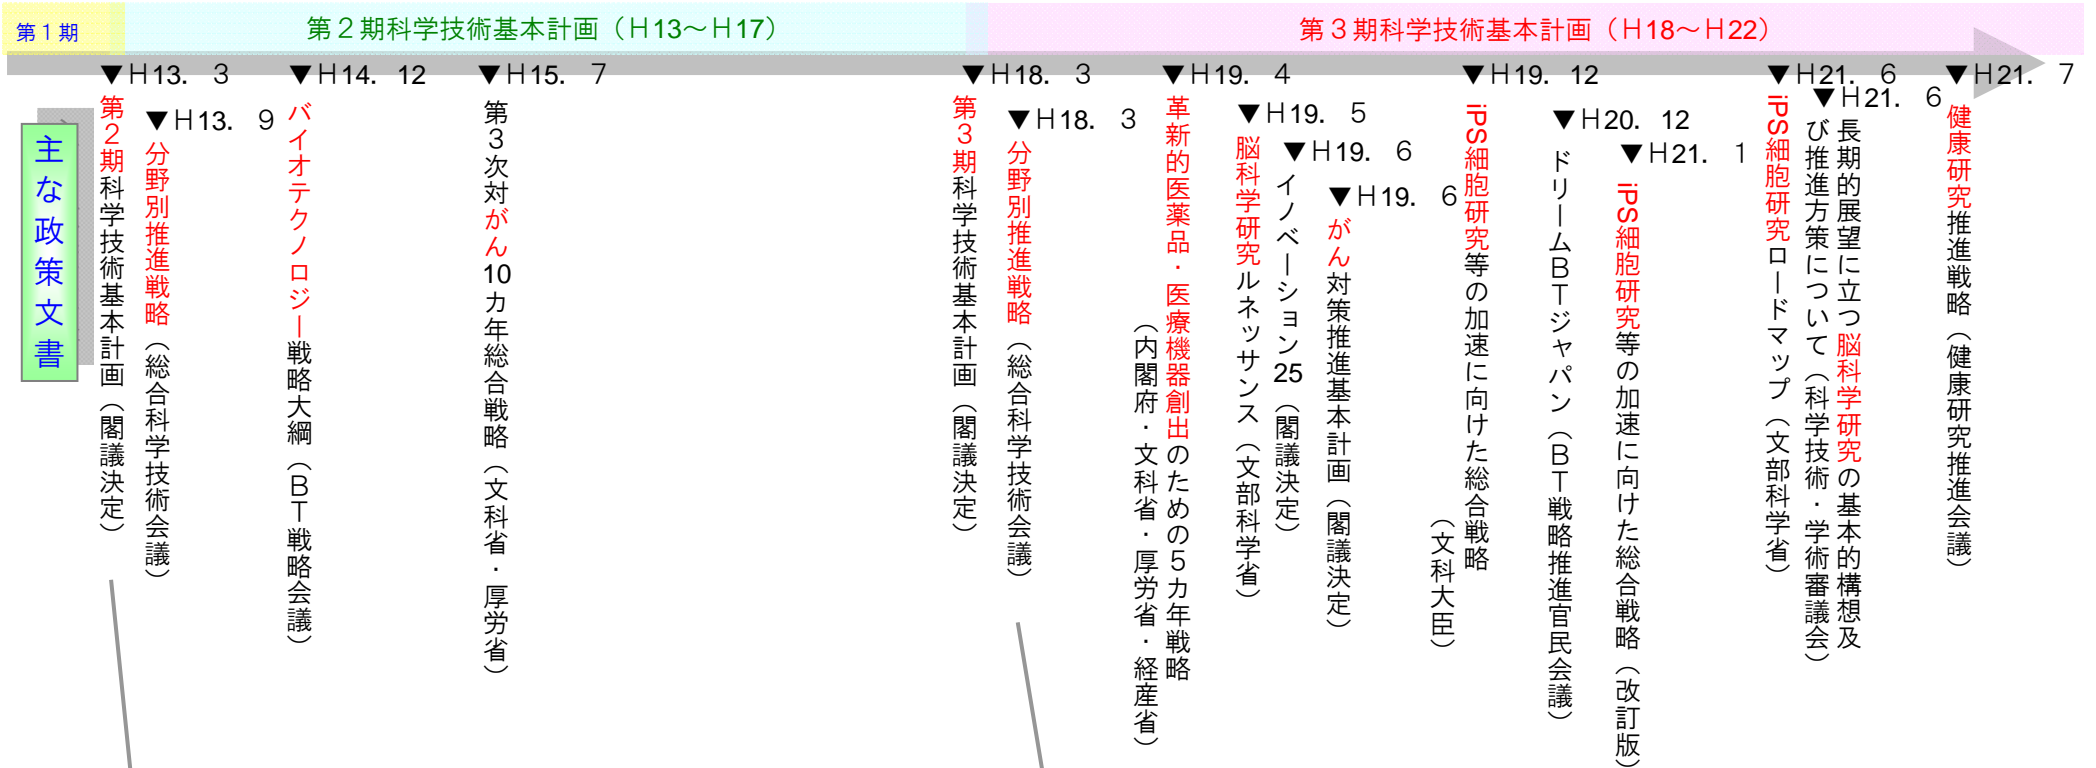 第１期
第２期科学技術基本計画（Ｈ13～Ｈ17）
第３期科学技術基本計画（Ｈ18～Ｈ22）
主な政策文書
▼Ｈ13. ３
第２期科学技術基本計画（閣議決定）
▼Ｈ13. ９
分野別推進戦略（総合科学技術会議）
▼Ｈ14. 12
バイオテクノロジー戦略大綱（ＢＴ戦略会議）
▼Ｈ15. ７
第３次対がん10カ年総合戦略（文科省・厚労省）
▼Ｈ18. ３
第３期科学技術基本計画（閣議決定）
▼Ｈ18. ３
分野別推進戦略（総合科学技術会議）
▼Ｈ19. ４
革新的医薬品・医療機器創出のための５カ年戦略
（内閣府・文科省・厚労省・経産省）
▼Ｈ19. ５
脳科学研究ルネッサンス（文部科学省）
▼Ｈ19. ６
イノベーション25（閣議決定）
▼Ｈ19. ６
がん対策推進基本計画（閣議決定）
▼Ｈ19. 12
iPS細胞研究等の加速に向けた総合戦略
（文科大臣）
▼Ｈ20. 12
ドリームＢＴジャパン（ＢＴ戦略推進官民会議）
▼Ｈ21. １
iPS細胞研究等の加速に向けた総合戦略（改訂版）
▼Ｈ21. ６
iPS細胞研究ロードマップ（文部科学省）
▼Ｈ21. ６
長期的展望に立つ脳科学研究の基本的構想及
び推進方策について（科学技術・学術審議会）
▼Ｈ21. ７
健康研究推進戦略（健康研究推進会議）